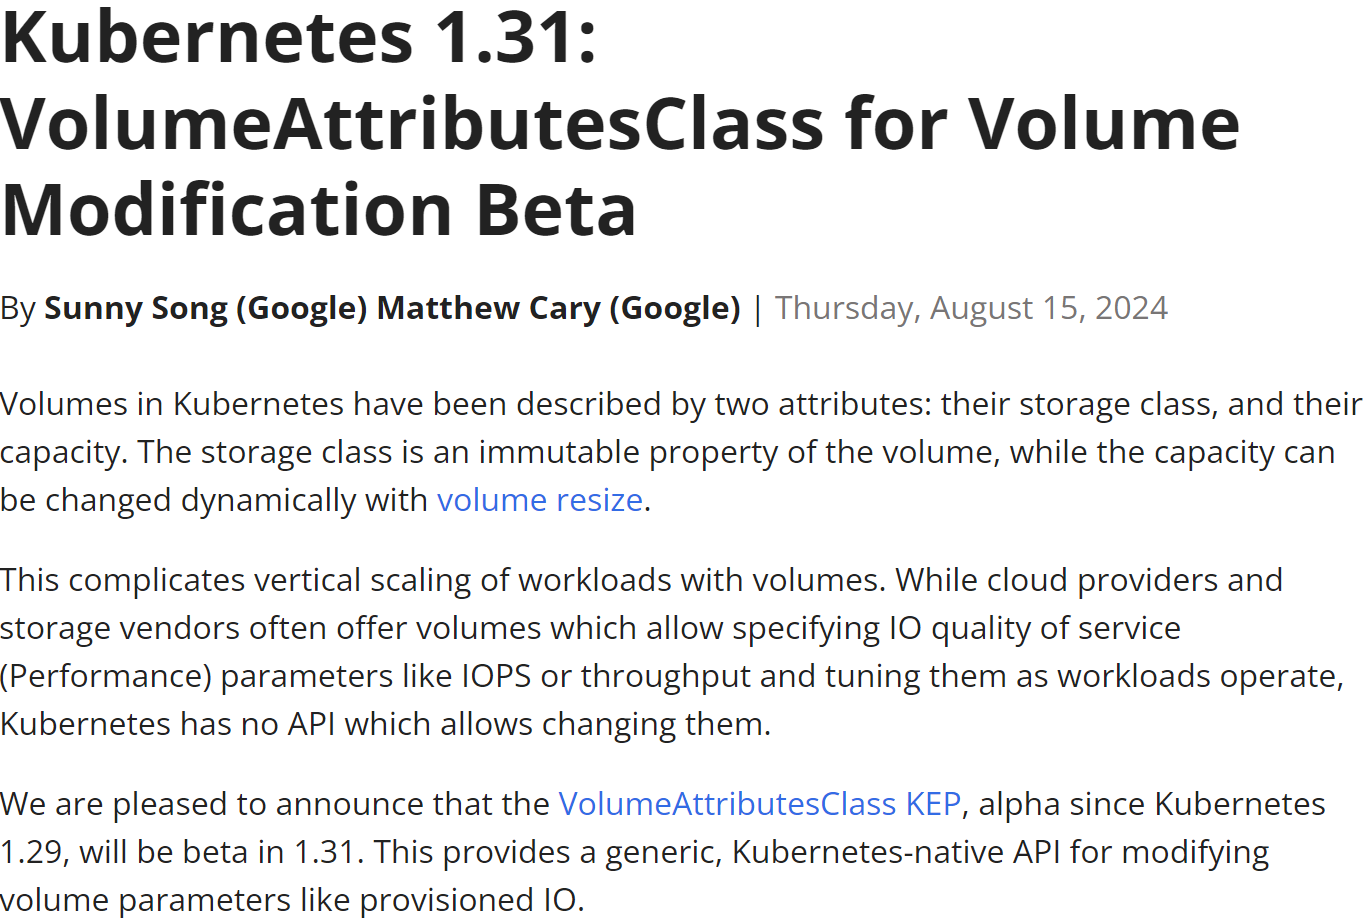 Kubernetes 1.31:
VolumeAttributesClass for Volume
Modification Beta
By Sunny Song (Google) Matthew Cary (Google) | Thursday, August 15, 2024
Volumes in Kubernetes have been described by two attributes: their storage class, and their
capacity. The storage class is an immutable property of the volume, while the capacity can
be changed dynamically with volume resize.
This complicates vertical scaling of workloads with volumes. While cloud providers and
storage vendors often offer volumes which allow specifying IO quality of service
(Performance) parameters like IOPS or throughput and tuning them as workloads operate,
Kubernetes has no API which allows changing them.
We are pleased to announce that the VolumeAttributesClass KEP, alpha since Kubernetes
1.29, will be beta in 1.31. This provides a generic, Kubernetes-native API for modifying
volume parameters like provisioned IO.